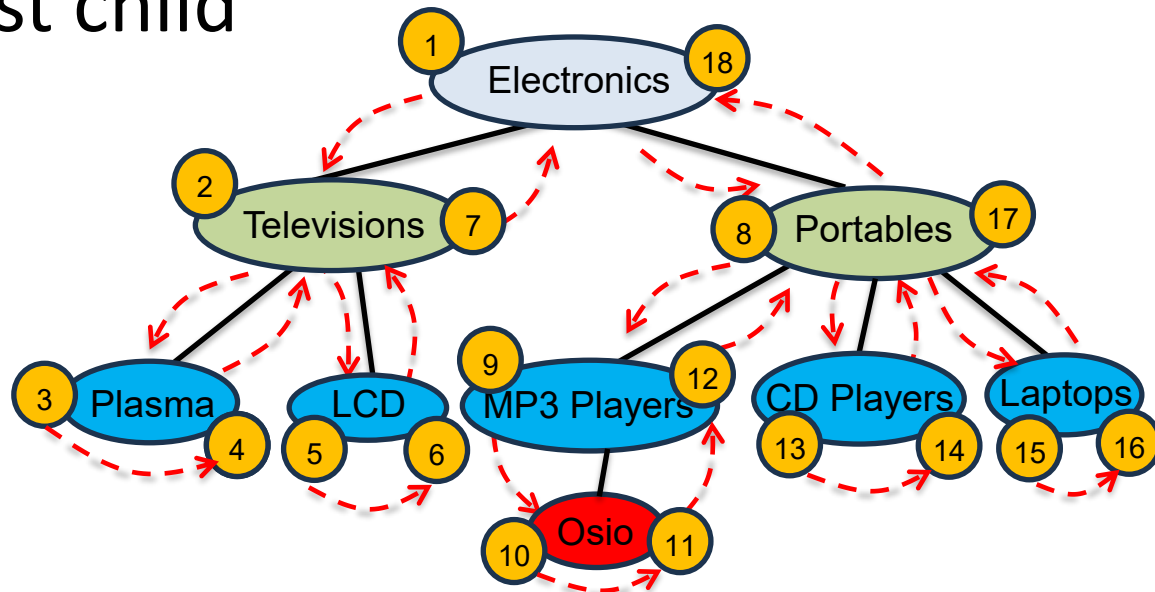 st child
1
Electronics
18
2
Televisions
7
8
Portables
17
3
Plasma
4
5
LCD
6
9
MP3 Players
12
CD Players
13
14
Laptops
15
16
10
Osio
11